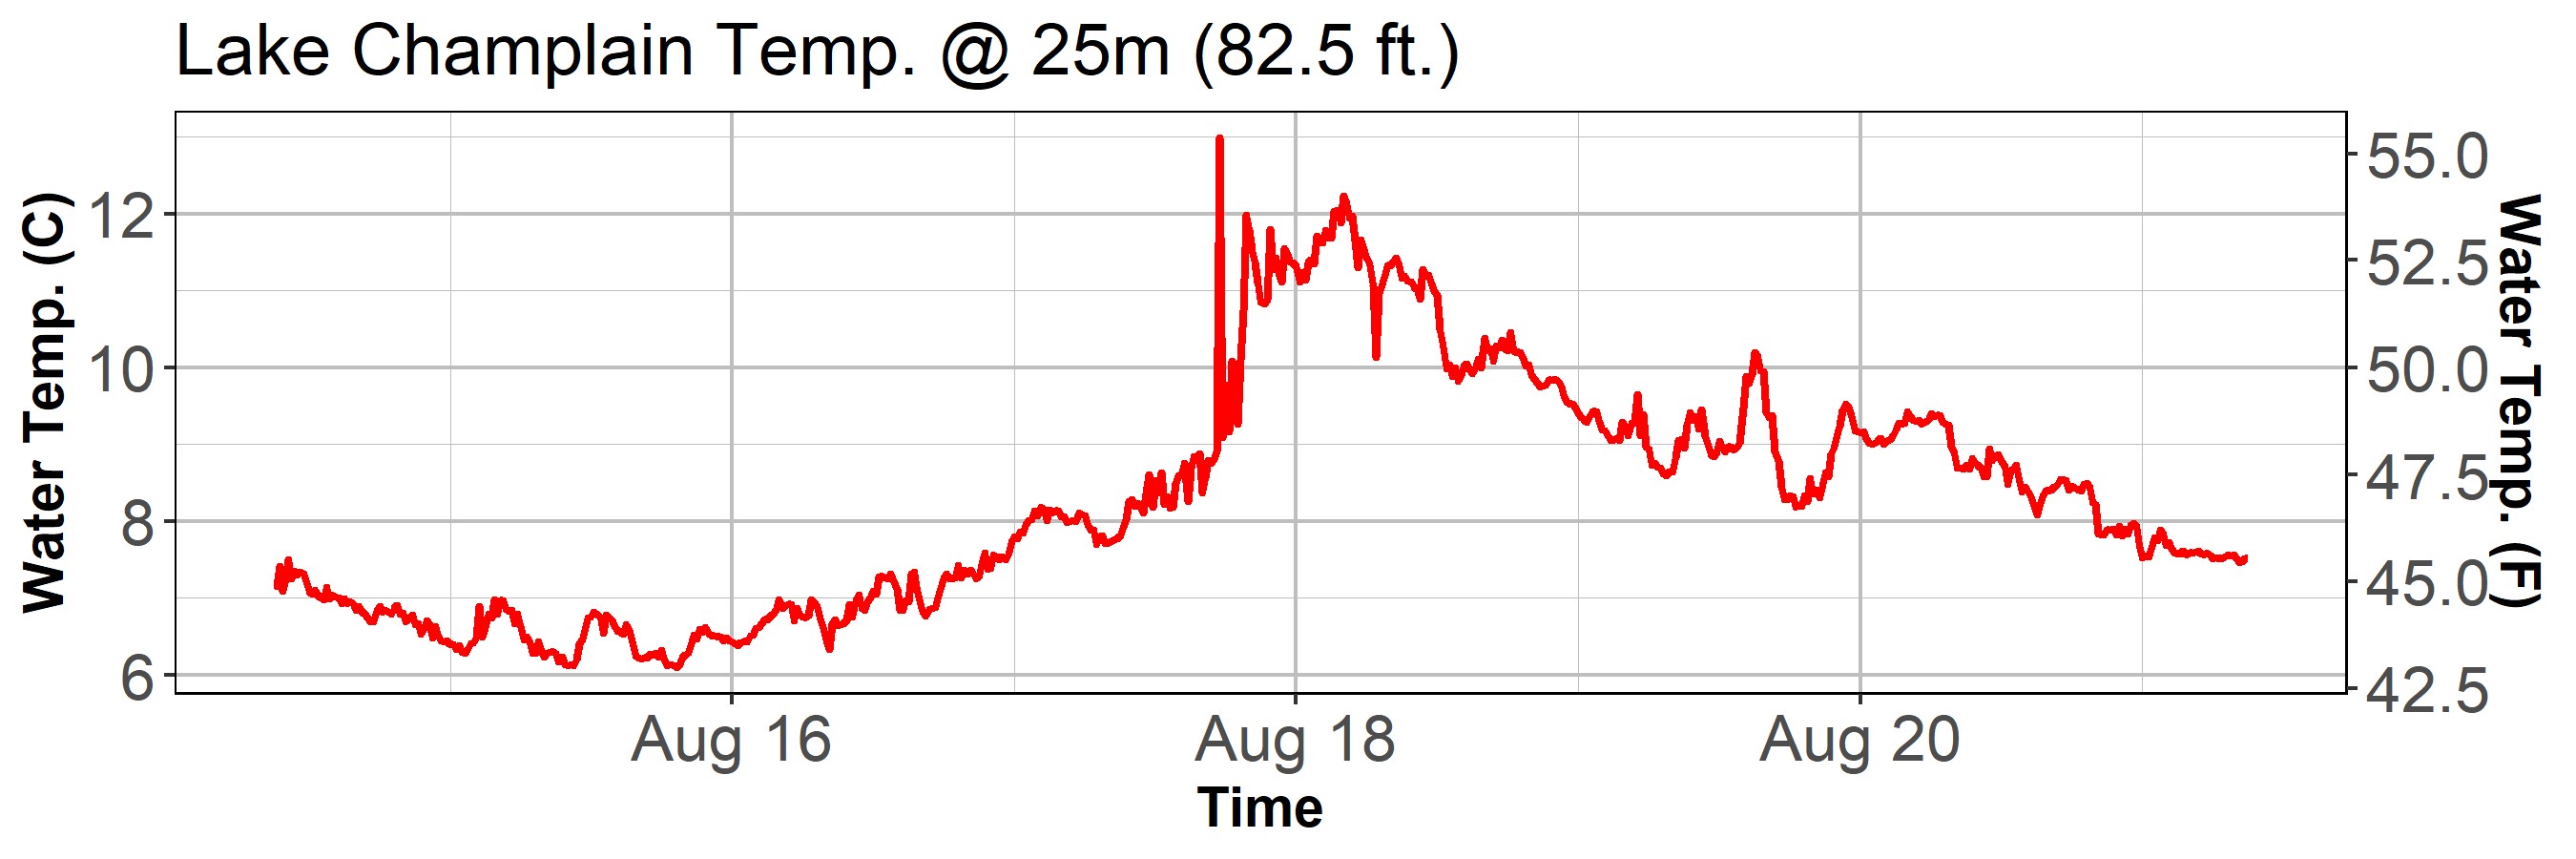 Lake Champlain Temp. @ 25m (82.5 ft.)
Water Temp. (C)
12
10
8
6
55.0
52.5
50.0
47.5
45.0
42.5
Water Temp. (F)
Aug 16
Aug 18
Aug 20
Time